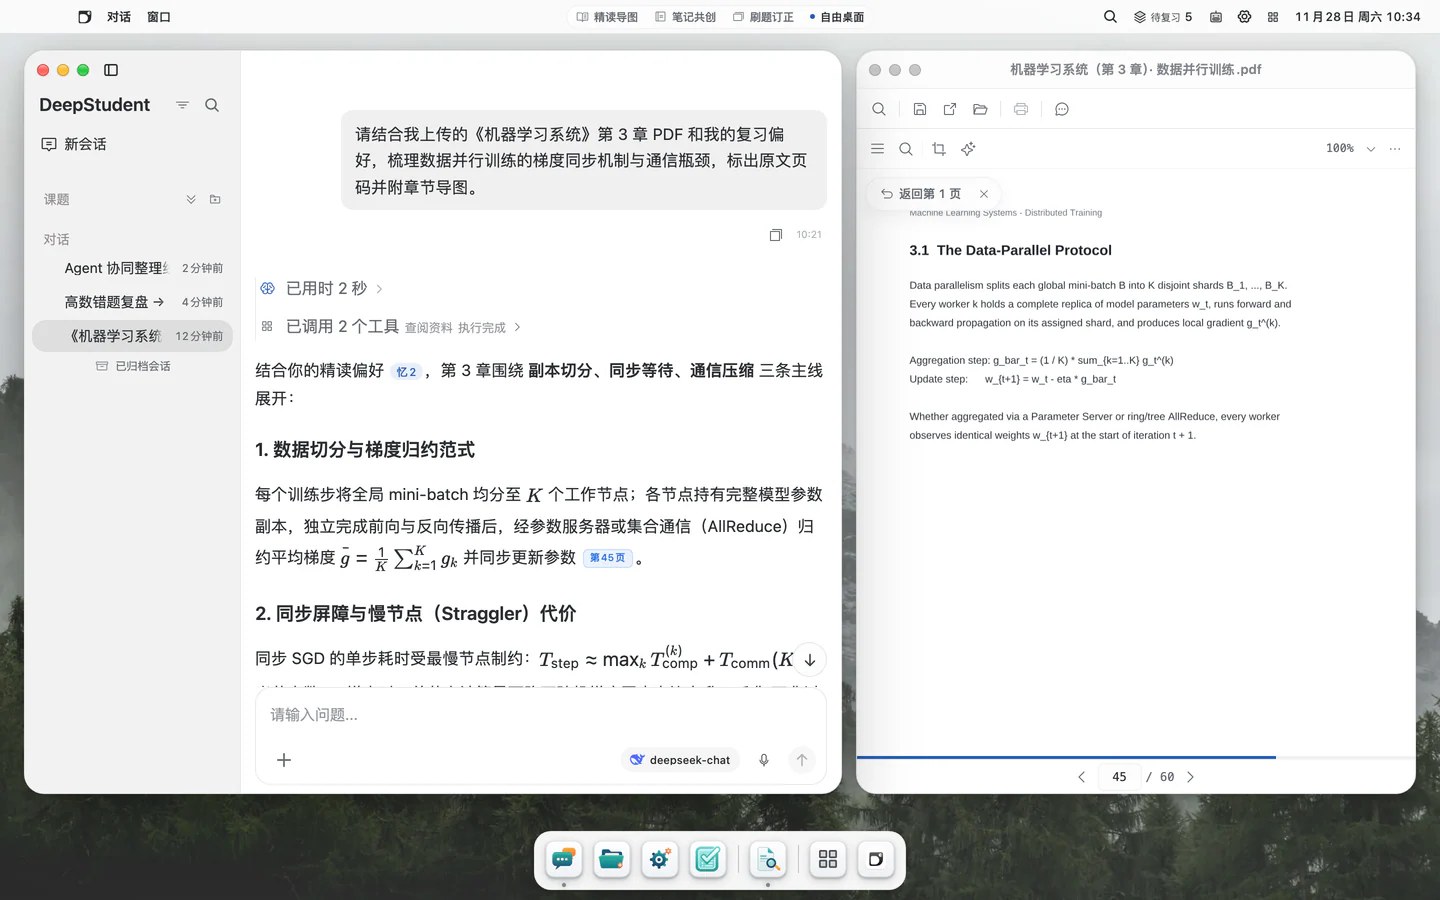 对话 窗口 精读导图 笔记共创 刷题订正 自由桌面 待复习 5 11月28日 周六 10:34
DeepStudent
新会话
课题
对话
Agent 协同整理 2分钟前
高数错题复盘 → 4分钟前
《机器学习系统 12分钟前
已归档会话
请结合我上传的《机器学习系统》第 3 章 PDF 和我的复习偏
好，梳理数据并行训练的梯度同步机制与通信瓶颈，标出原文页
码并附章节导图。
10:21
已用时 2 秒
已调用 2 个工具 查阅资料 执行完成
结合你的精读偏好 忆2 ，第 3 章围绕 副本切分、同步等待、通信压缩 三条主线
展开：
1. 数据切分与梯度归约范式
每个训练步将全局 mini-batch 均分至 K 个工作节点；各节点持有完整模型参数
副本，独立完成前向与反向传播后，经参数服务器或集合通信（AllReduce）归
约平均梯度 ḡ = 1/K ∑_{k=1}^{K} g_k 并同步更新参数 第45页 。
2. 同步屏障与慢节点（Straggler）代价
同步 SGD 的单步耗时受最慢节点制约：T_step ≈ max_k T_comp^(k) + T_comm(K
请输入问题...
deepseek-chat
机器学习系统（第 3 章）· 数据并行训练.pdf
100%
返回第 1 页
Machine Learning Systems - Distributed Training
3.1 The Data-Parallel Protocol
Data parallelism splits each global mini-batch B into K disjoint shards B_1, ..., B_K.
Every worker k holds a complete replica of model parameters w_t, runs forward and
backward propagation on its assigned shard, and produces local gradient g_t^(k).
Aggregation step: g_bar_t = (1 / K) * sum_{k=1..K} g_t^(k)
Update step: w_{t+1} = w_t - eta * g_bar_t
Whether aggregated via a Parameter Server or ring/tree AllReduce, every worker
observes identical weights w_{t+1} at the start of iteration t + 1.
45 / 60